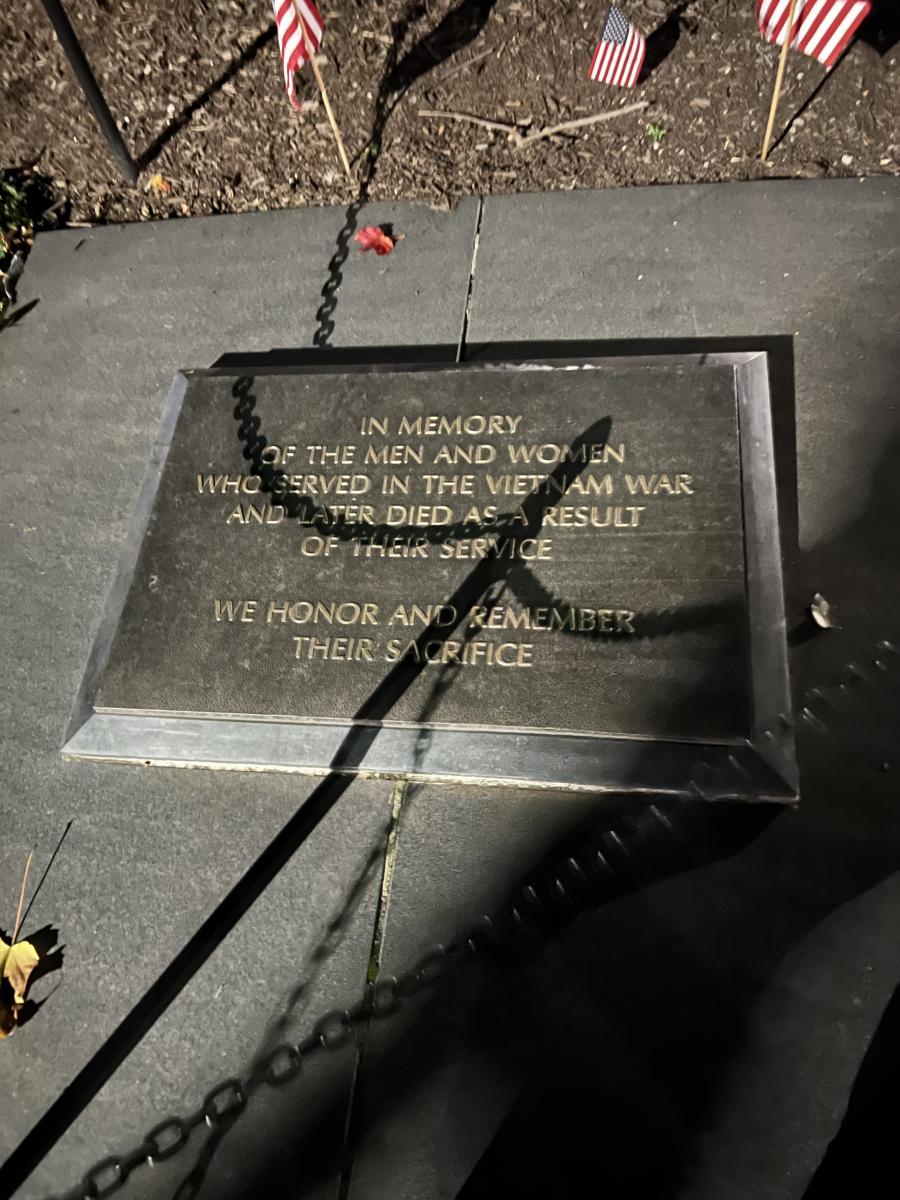 IN MEMORY
OF THE MEN AND WOMEN
WHO SERVED IN THE VIETNAM WAR
AND LATER DIED AS A RESULT
OF THEIR SERVICE
WE HONOR AND REMEMBER
THEIR SACRIFICE